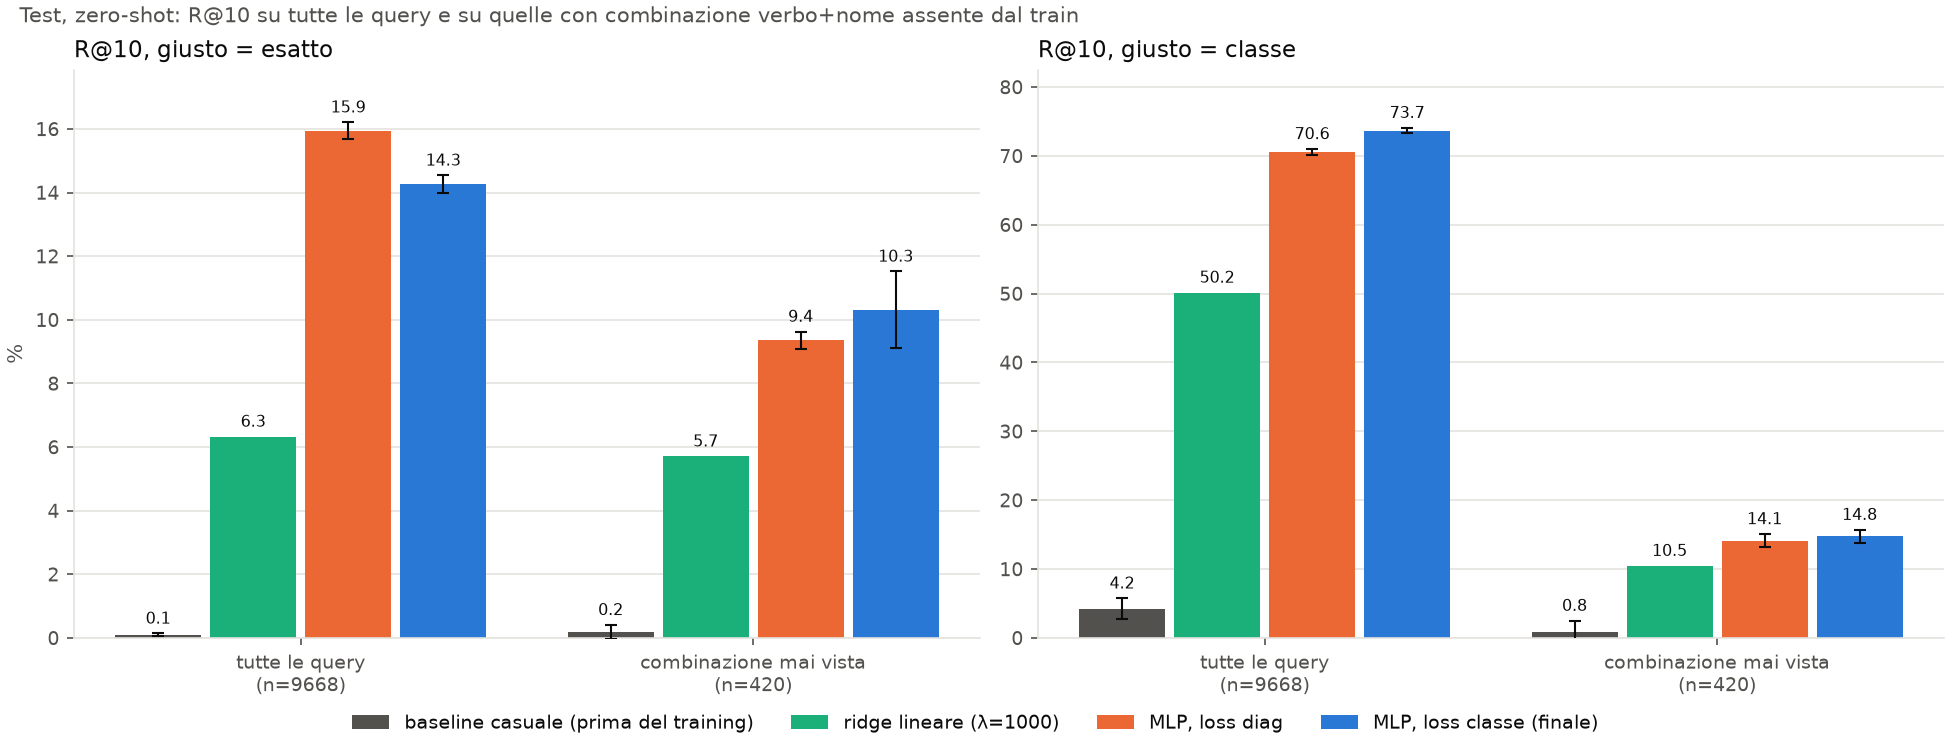 Test, zero-shot: R@10 su tutte le query e su quelle con combinazione verbo+nome assente dal train
R@10, giusto = esatto
%
0
2
4
6
8
10
12
14
16
0.1
6.3
15.9
14.3
0.2
5.7
9.4
10.3
tutte le query
(n=9668)
combinazione mai vista
(n=420)
R@10, giusto = classe
0
10
20
30
40
50
60
70
80
4.2
50.2
70.6
73.7
0.8
10.5
14.1
14.8
tutte le query
(n=9668)
combinazione mai vista
(n=420)
baseline casuale (prima del training)
ridge lineare (λ=1000)
MLP, loss diag
MLP, loss classe (finale)